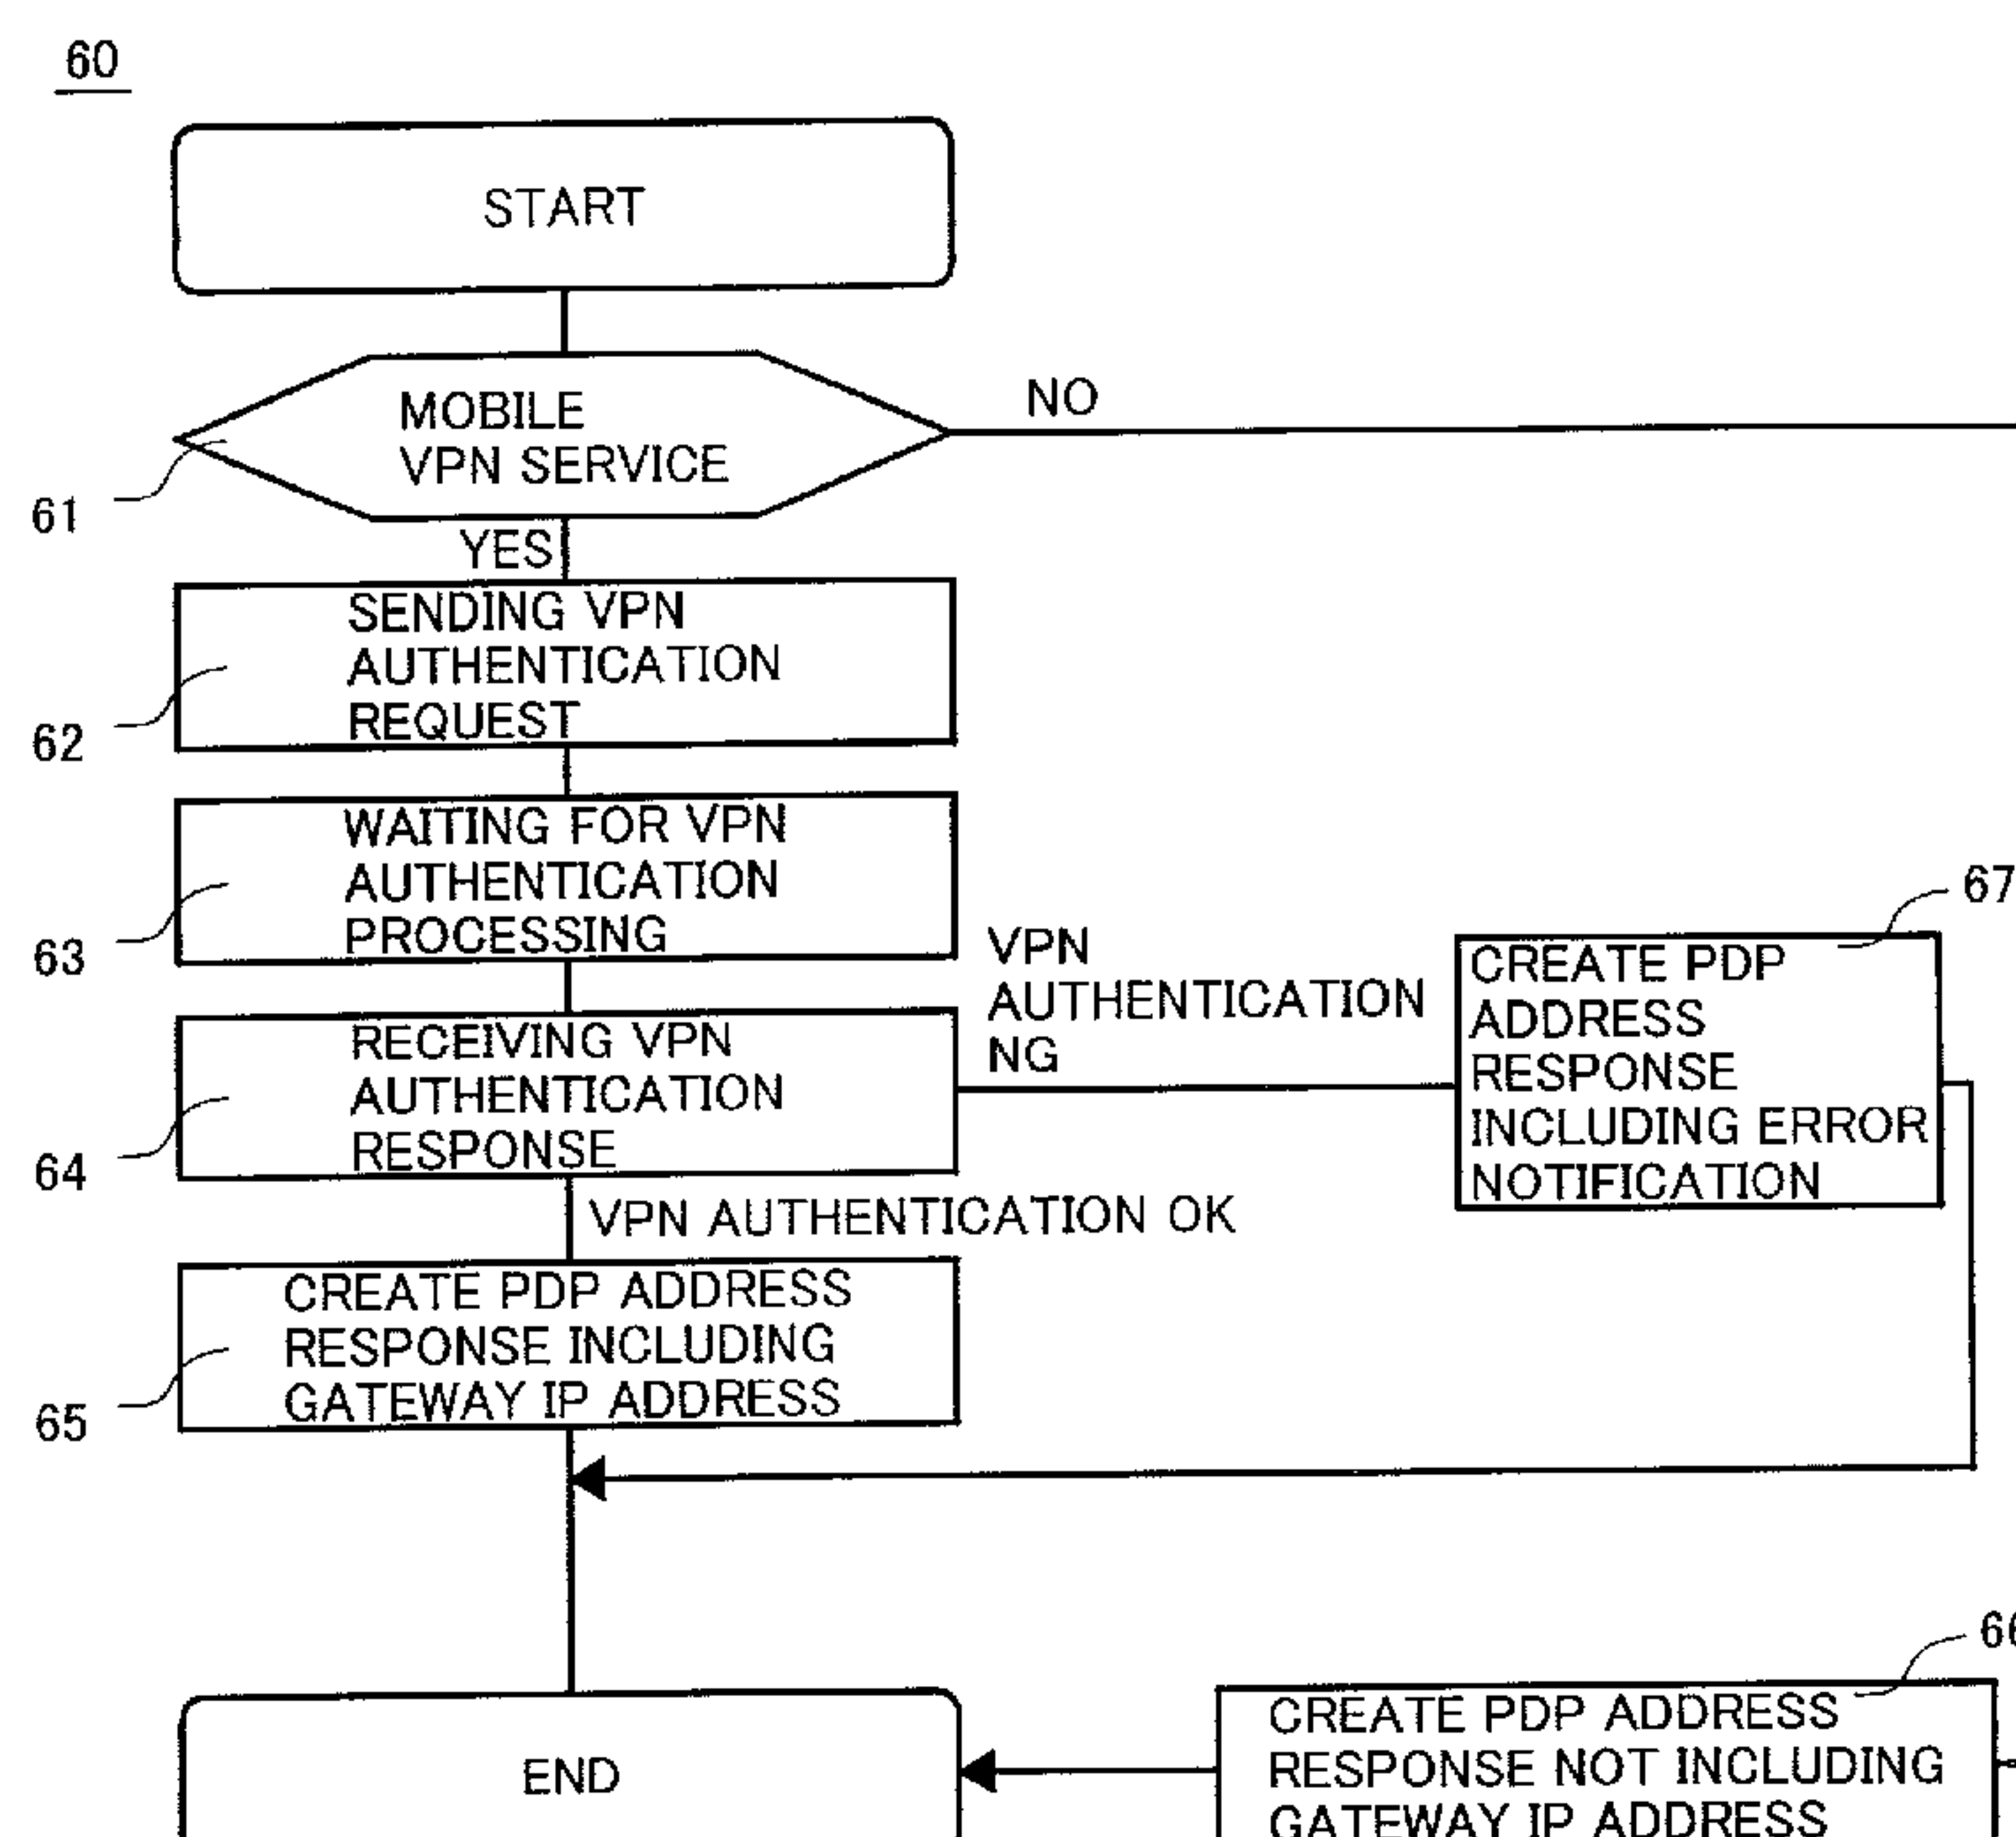 60
START
MOBILE
VPN SERVICE
NO
61
YES
SENDING VPN
AUTHENTICATION
REQUEST
62
WAITING FOR VPN
AUTHENTICATION
PROCESSING
63
VPN
AUTHENTICATION
NG
67
CREATE PDP
ADDRESS
RESPONSE
INCLUDING ERROR
NOTIFICATION
RECEIVING VPN
AUTHENTICATION
RESPONSE
64
VPN AUTHENTICATION OK
CREATE PDP ADDRESS
RESPONSE INCLUDING
GATEWAY IP ADDRESS
65
66
CREATE PDP ADDRESS
RESPONSE NOT INCLUDING
GATEWAY IP ADDRESS
END